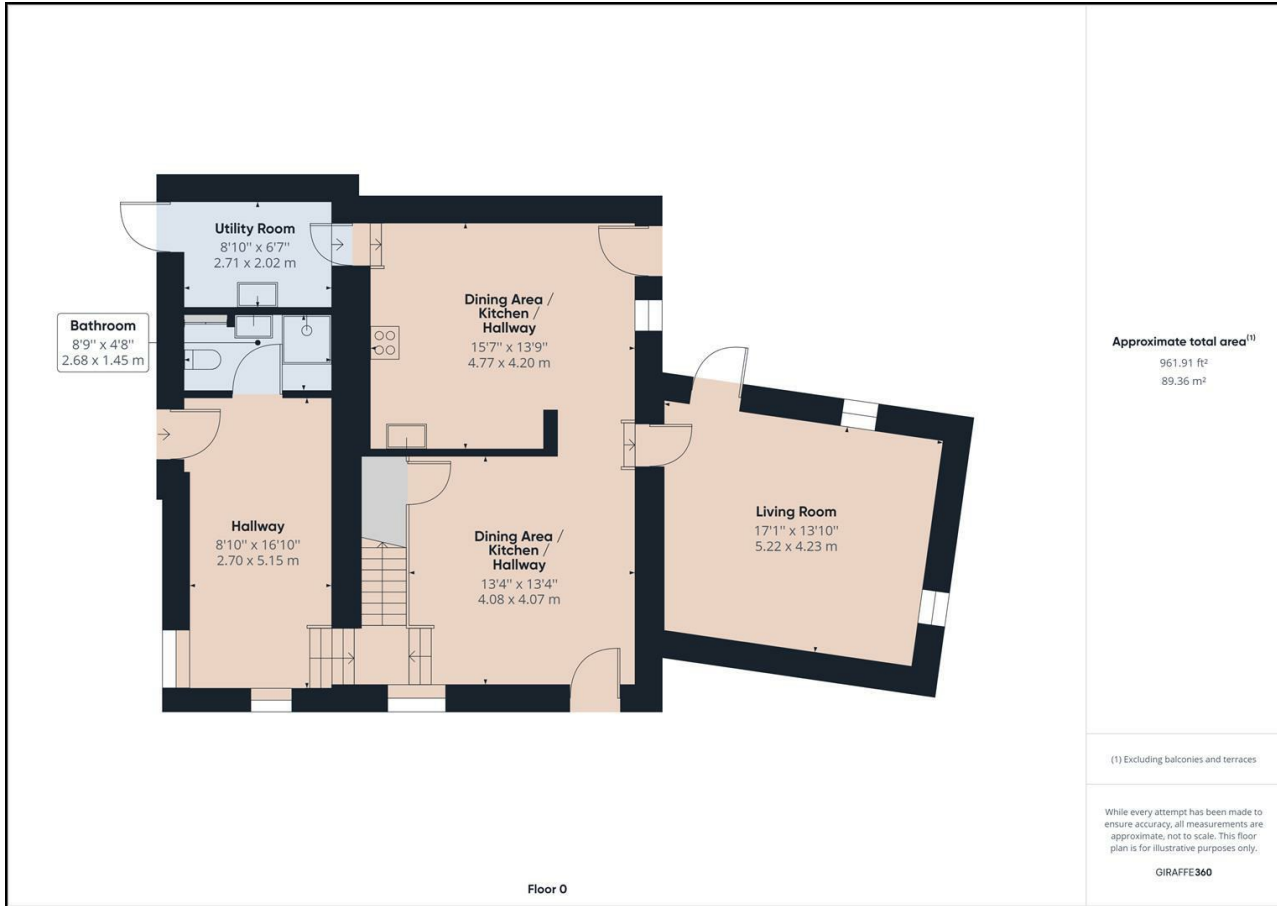 Utility Room
8'10" x 6'7"
2.71 x 2.02 m
Bathroom
8'9" x 4'8"
2.68 x 1.45 m
Dining Area /
Kitchen /
Hallway
15'7" x 13'9"
4.77 x 4.20 m
Hallway
8'10" x 16'10"
2.70 x 5.15 m
Dining Area /
Kitchen /
Hallway
13'4" x 13'4"
4.08 x 4.07 m
Living Room
17'1" x 13'10"
5.22 x 4.23 m
Floor 0
Approximate total area(1)
961.91 ft²
89.36 m²
(1) Excluding balconies and terraces
While every attempt has been made to
ensure accuracy, all measurements are
approximate, not to scale. This floor
plan is for illustrative purposes only.
GIRAFFE360